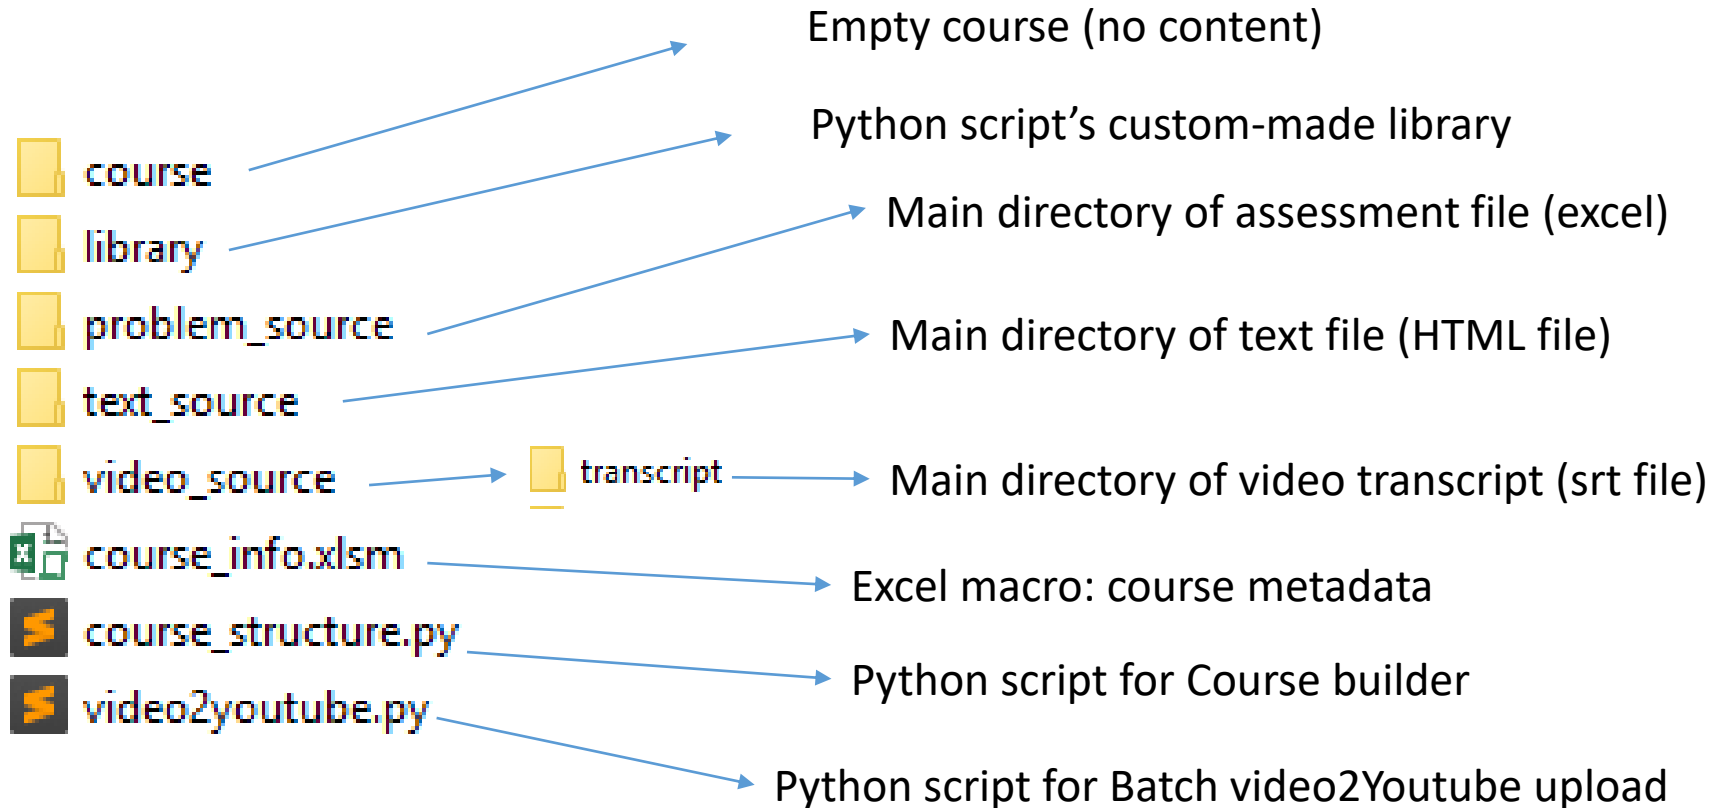 Empty course (no content)
Python script’s custom-made library
course
Main directory of assessment file (excel)
library
problem_source
Main directory of text file (HTML file)
text_source
video_source
transcript
Main directory of video transcript (srt file)
course_info.xlsm
Excel macro: course metadata
course_structure.py
Python script for Course builder
video2youtube.py
Python script for Batch video2Youtube upload